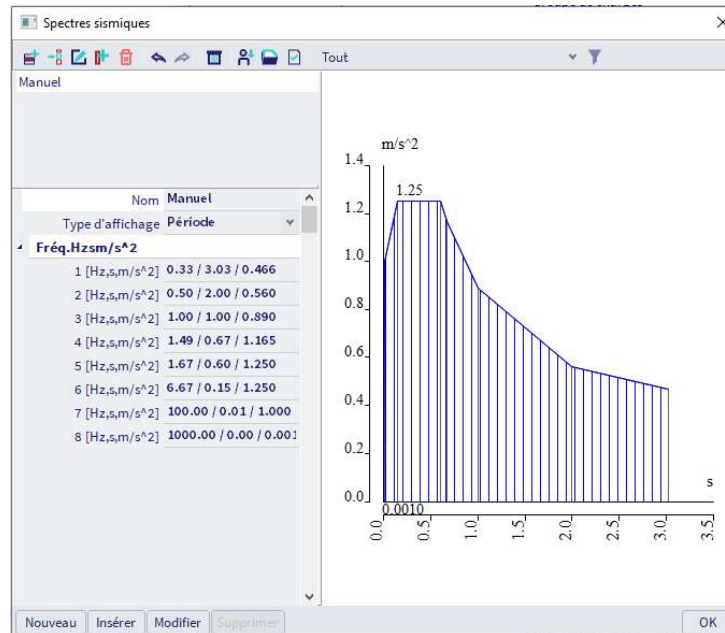 Spectres sismiques
Tout
Manuel
Nom Manuel
Type d'affichage Période
Fréq.Hzsm/s^2
1 [Hz,s,m/s^2] 0.33 / 3.03 / 0.466
2 [Hz,s,m/s^2] 0.50 / 2.00 / 0.560
3 [Hz,s,m/s^2] 1.00 / 1.00 / 0.890
4 [Hz,s,m/s^2] 1.49 / 0.67 / 1.165
5 [Hz,s,m/s^2] 1.67 / 0.60 / 1.250
6 [Hz,s,m/s^2] 6.67 / 0.15 / 1.250
7 [Hz,s,m/s^2] 100.00 / 0.01 / 1.000
8 [Hz,s,m/s^2] 1000.00 / 0.00 / 0.001
m/s^2
1.4
1.25
1.2
1.0
0.8
0.6
0.4
0.2
s
0.0
0.0010
0.0 0.5 1.0 1.5 2.0 2.5 3.0 3.5
Nouveau Insérer Modifier Supprimer OK